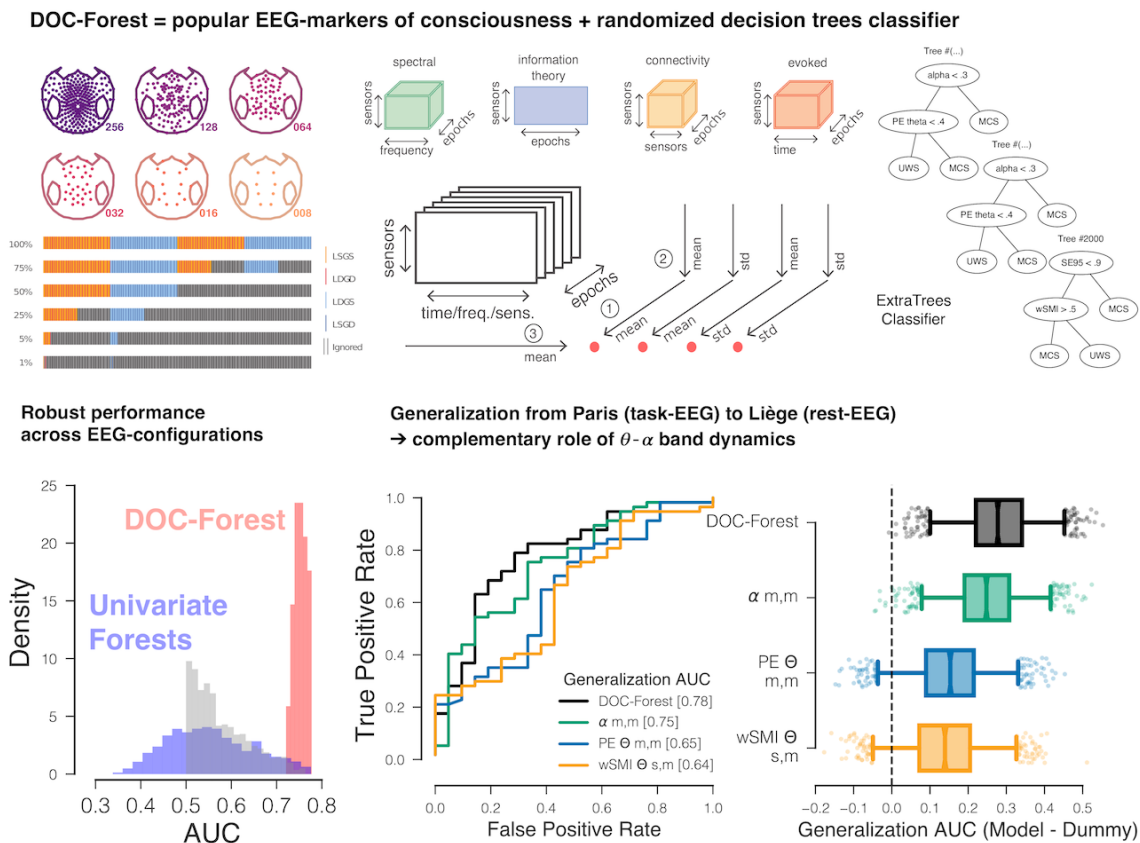 DOC-Forest = popular EEG-markers of consciousness + randomized decision trees classifier
256
128
064
032
016
008
100%
75%
50%
25%
5%
1%
LSGS
LDGD
LDGS
LSGD
Ignored
spectral
sensors
frequency
epochs
information
theory
sensors
epochs
connectivity
sensors
sensors
epochs
evoked
sensors
time
epochs
sensors
time/freq./sens.
epochs
2
mean
std
mean
std
1
mean
mean
std
std
3
mean
Tree #(...)
alpha < .3
PE theta < .4
MCS
UWS
MCS
Tree #(...)
alpha < .3
PE theta < .4
MCS
UWS
MCS
Tree #2000
SE95 < .9
wSMI > .5
MCS
MCS
UWS
ExtraTrees
Classifier
Robust performance
across EEG-configurations
Density
25
20
15
10
5
0
DOC-Forest
Univariate
Forests
0.3
0.4
0.5
0.6
0.7
0.8
AUC
Generalization from Paris (task-EEG) to Liège (rest-EEG)
➔ complementary role of θ-α band dynamics
True Positive Rate
1.0
0.8
0.6
0.4
0.2
0.0
Generalization AUC
DOC-Forest [0.78]
α m,m [0.75]
PE Θ m,m [0.65]
wSMI Θ s,m [0.64]
0.0
0.2
0.4
0.6
0.8
1.0
False Positive Rate
DOC-Forest
α m,m
PE Θ
m,m
wSMI Θ
s,m
−0.2
−0.1
0.0
0.1
0.2
0.3
0.4
0.5
Generalization AUC (Model - Dummy)